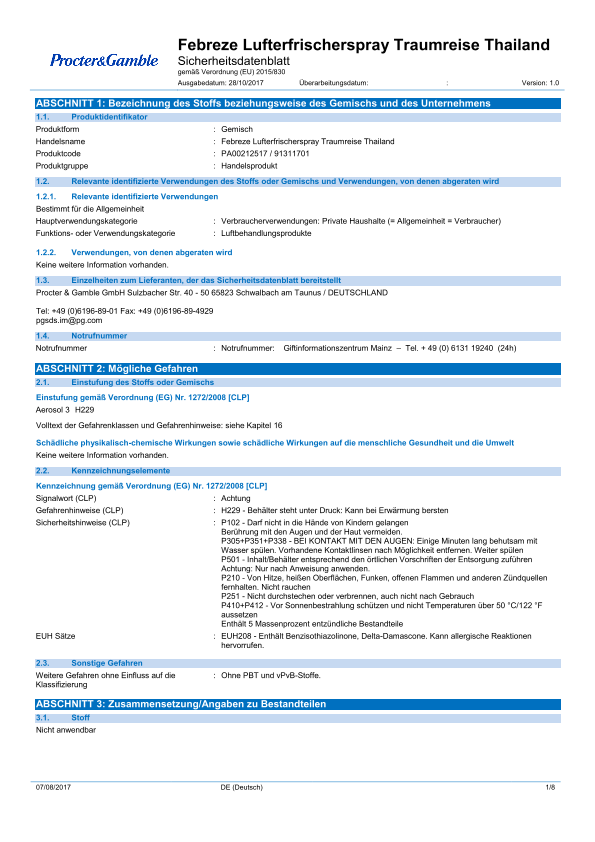 Procter&Gamble
Febreze Lufterfrischerspray Traumreise Thailand
Sicherheitsdatenblatt
gemäß Verordnung (EU) 2015/830
Ausgabedatum: 28/10/2017 Überarbeitungsdatum: : Version: 1.0
ABSCHNITT 1: Bezeichnung des Stoffs beziehungsweise des Gemischs und des Unternehmens
1.1. Produktidentifikator
Produktform : Gemisch
Handelsname : Febreze Lufterfrischerspray Traumreise Thailand
Produktcode : PA00212517 / 91311701
Produktgruppe : Handelsprodukt
1.2. Relevante identifizierte Verwendungen des Stoffs oder Gemischs und Verwendungen, von denen abgeraten wird
1.2.1. Relevante identifizierte Verwendungen
Bestimmt für die Allgemeinheit
Hauptverwendungskategorie : Verbraucherverwendungen: Private Haushalte (= Allgemeinheit = Verbraucher)
Funktions- oder Verwendungskategorie : Luftbehandlungsprodukte
1.2.2. Verwendungen, von denen abgeraten wird
Keine weitere Information vorhanden.
1.3. Einzelheiten zum Lieferanten, der das Sicherheitsdatenblatt bereitstellt
Procter & Gamble GmbH Sulzbacher Str. 40 - 50 65823 Schwalbach am Taunus / DEUTSCHLAND
Tel: +49 (0)6196-89-01 Fax: +49 (0)6196-89-4929
pgsds.im@pg.com
1.4. Notrufnummer
Notrufnummer : Notrufnummer: Giftinformationszentrum Mainz – Tel. + 49 (0) 6131 19240 (24h)
ABSCHNITT 2: Mögliche Gefahren
2.1. Einstufung des Stoffs oder Gemischs
Einstufung gemäß Verordnung (EG) Nr. 1272/2008 [CLP]
Aerosol 3 H229
Volltext der Gefahrenklassen und Gefahrenhinweise: siehe Kapitel 16
Schädliche physikalisch-chemische Wirkungen sowie schädliche Wirkungen auf die menschliche Gesundheit und die Umwelt
Keine weitere Information vorhanden.
2.2. Kennzeichnungselemente
Kennzeichnung gemäß Verordnung (EG) Nr. 1272/2008 [CLP]
Signalwort (CLP) : Achtung
Gefahrenhinweise (CLP) : H229 - Behälter steht unter Druck: Kann bei Erwärmung bersten
Sicherheitshinweise (CLP) : P102 - Darf nicht in die Hände von Kindern gelangen
Berührung mit den Augen und der Haut vermeiden.
P305+P351+P338 - BEI KONTAKT MIT DEN AUGEN: Einige Minuten lang behutsam mit
Wasser spülen. Vorhandene Kontaktlinsen nach Möglichkeit entfernen. Weiter spülen
P501 - Inhalt/Behälter entsprechend den örtlichen Vorschriften der Entsorgung zuführen
Achtung: Nur nach Anweisung anwenden.
P210 - Von Hitze, heißen Oberflächen, Funken, offenen Flammen und anderen Zündquellen
fernhalten. Nicht rauchen
P251 - Nicht durchstechen oder verbrennen, auch nicht nach Gebrauch
P410+P412 - Vor Sonnenbestrahlung schützen und nicht Temperaturen über 50 °C/122 °F
aussetzen
Enthält 5 Massenprozent entzündliche Bestandteile
EUH Sätze : EUH208 - Enthält Benzisothiazolinone, Delta-Damascone. Kann allergische Reaktionen
hervorrufen.
2.3. Sonstige Gefahren
Weitere Gefahren ohne Einfluss auf die : Ohne PBT und vPvB-Stoffe.
Klassifizierung
ABSCHNITT 3: Zusammensetzung/Angaben zu Bestandteilen
3.1. Stoff
Nicht anwendbar
07/08/2017 DE (Deutsch) 1/8